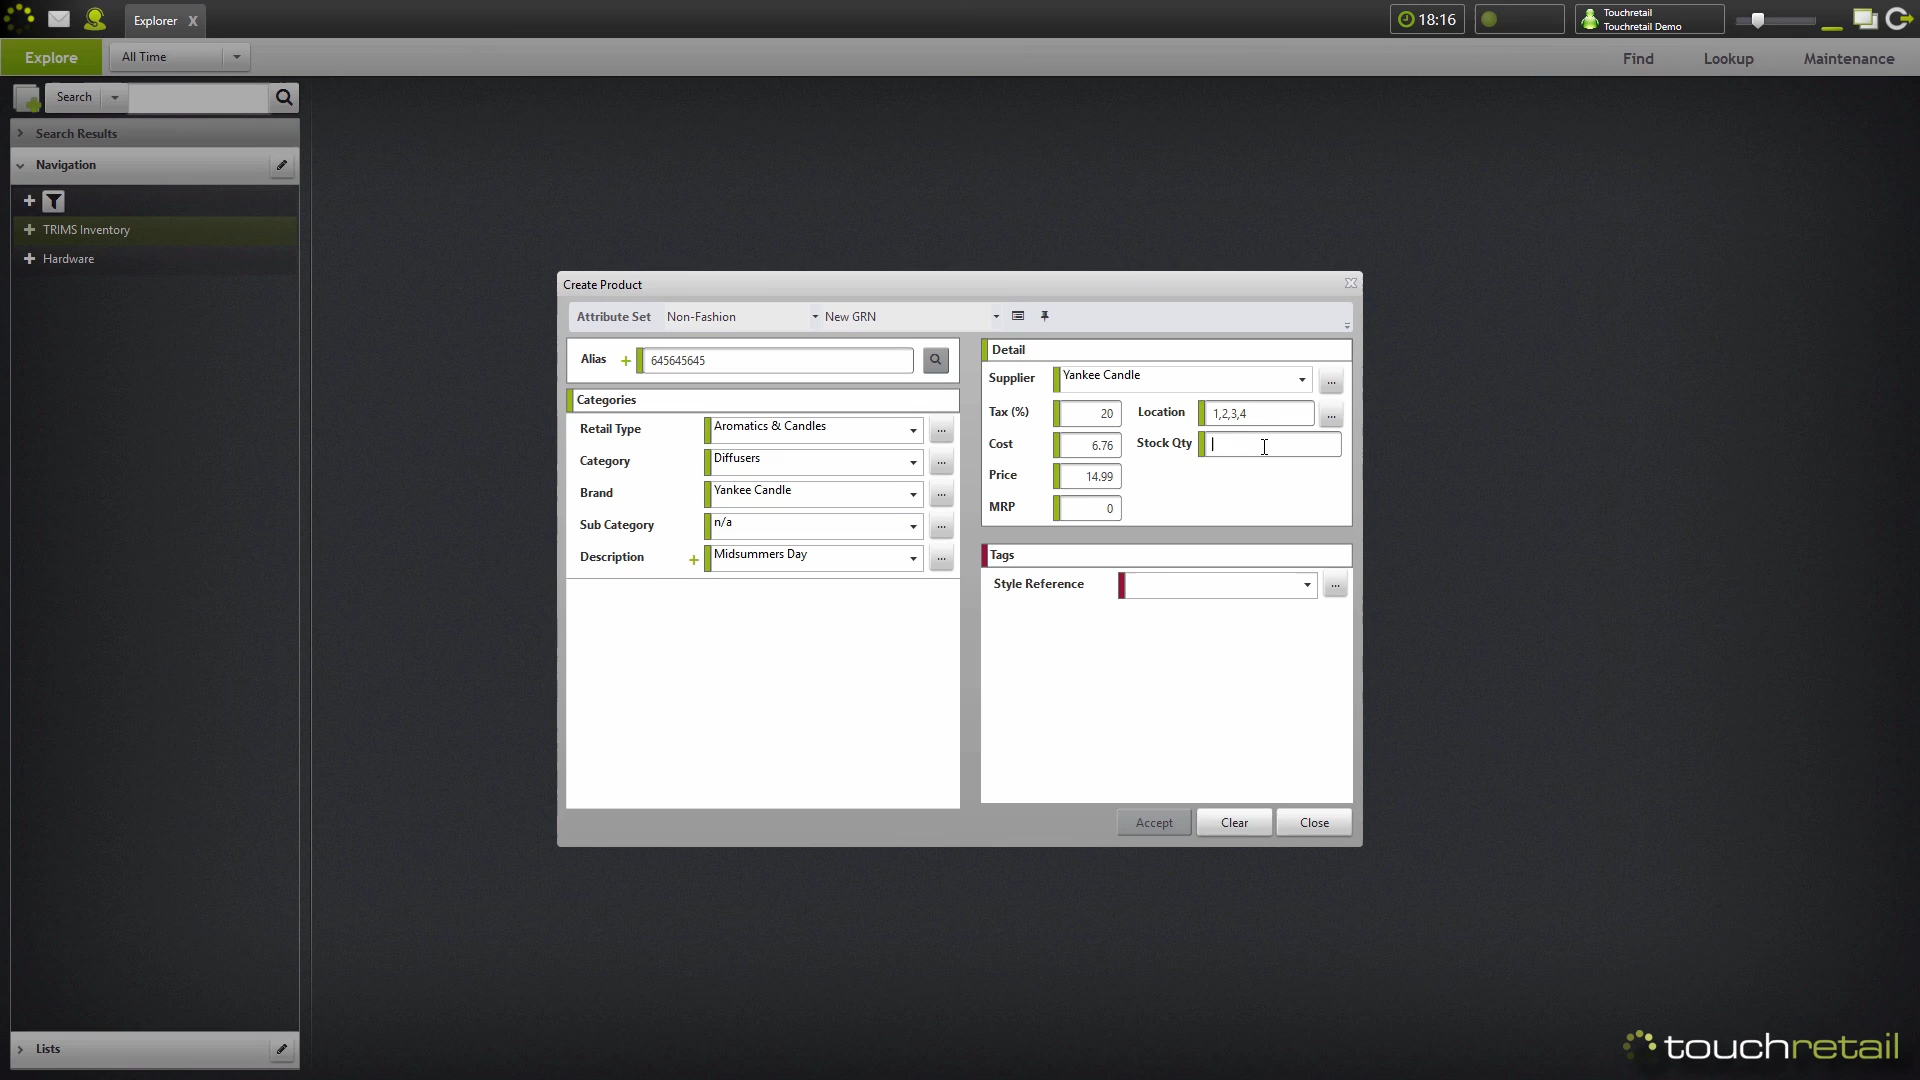 Explorer X
18:16
Touchretail
Touchretail Demo
Explore
All Time
Find
Lookup
Maintenance
Search
Search Results
Navigation
TRIMS Inventory
Hardware
Create Product
Attribute Set Non-Fashion New GRN
Alias + 645645645
Categories
Retail Type Aromatics & Candles ...
Category Diffusers ...
Brand Yankee Candle ...
Sub Category n/a ...
Description + Midsummers Day ...
Detail
Supplier Yankee Candle ...
Tax (%) 20 Location 1,2,3,4 ...
Cost 6.76 Stock Qty
Price 14.99
MRP 0
Tags
Style Reference ...
Accept
Clear
Close
Lists
touchretail